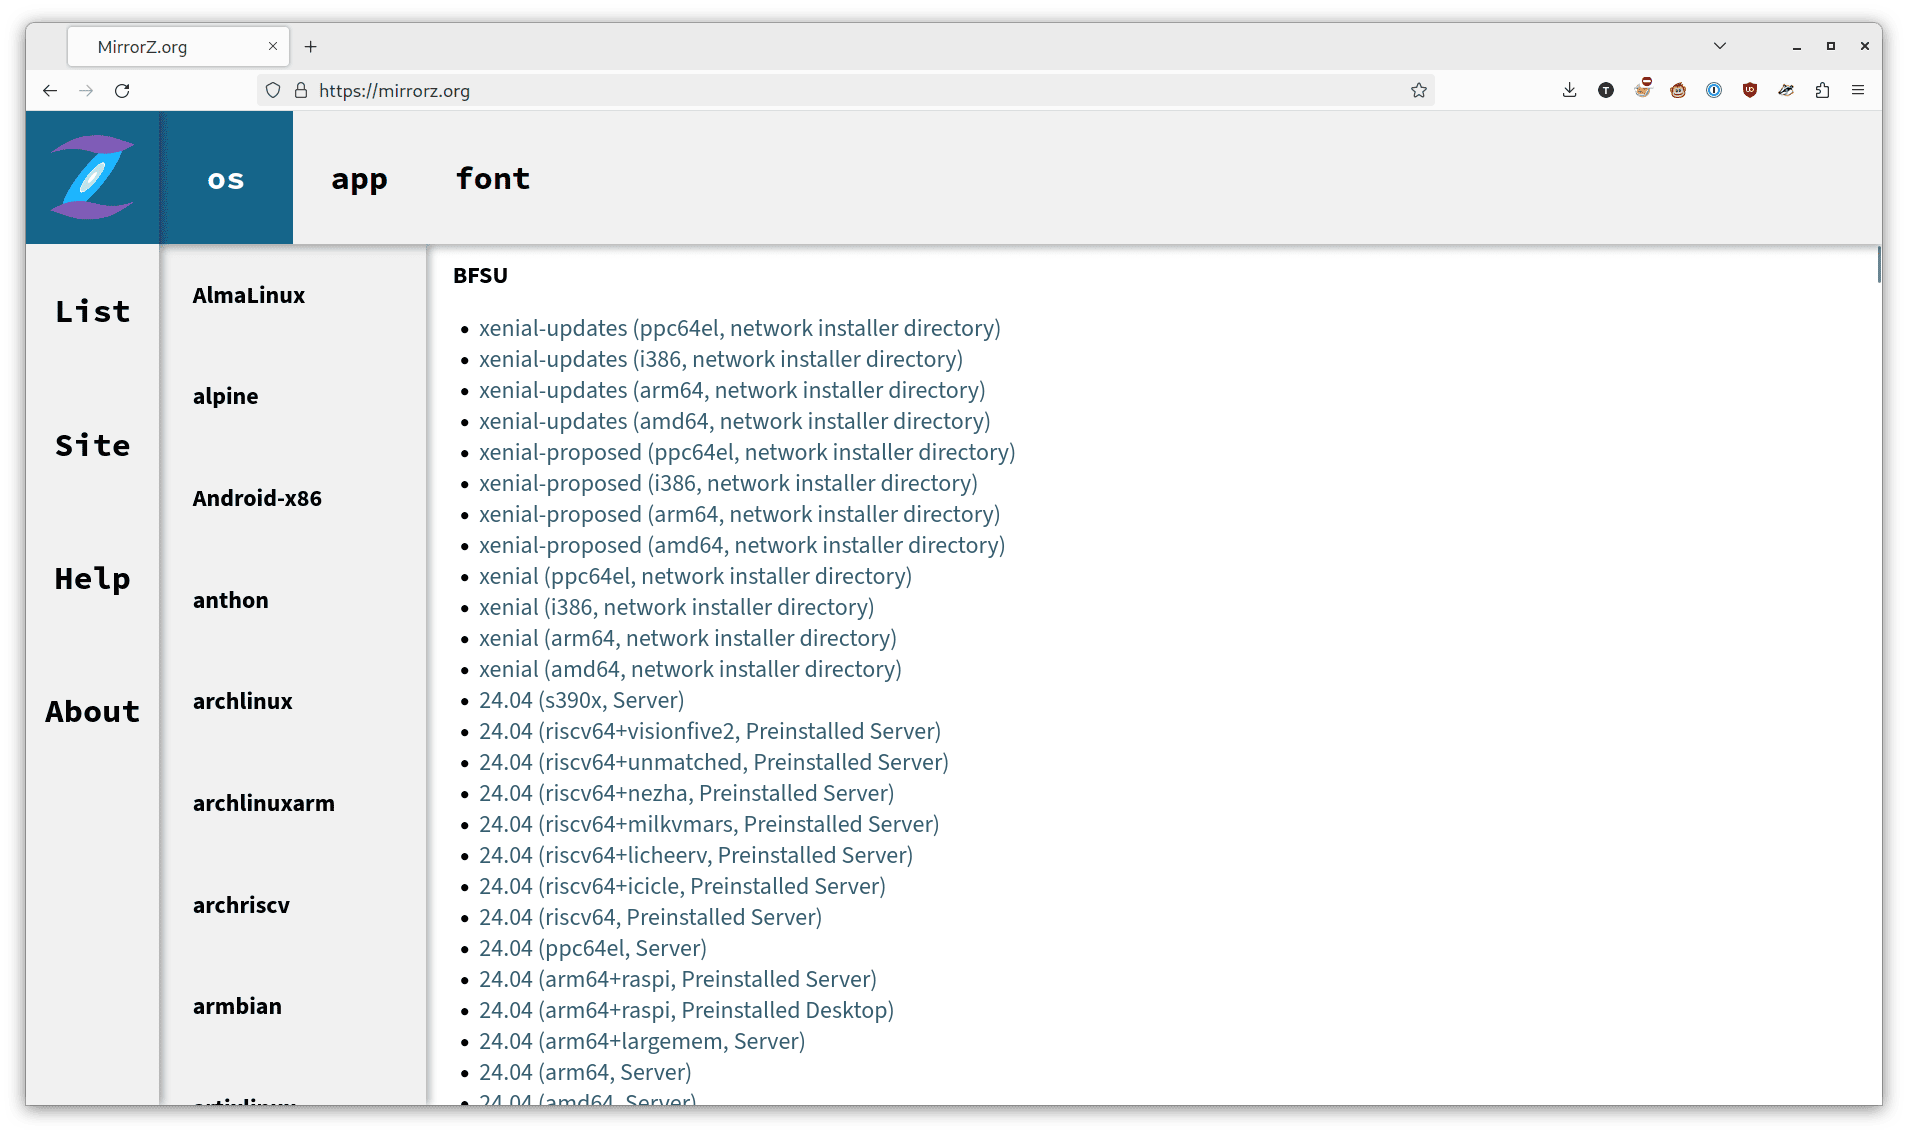 MirrorZ.org
https://mirrorz.org
os
app
font
List
Site
Help
About
AlmaLinux
alpine
Android-x86
anthon
archlinux
archlinuxarm
archriscv
armbian
artixlinux
BFSU
xenial-updates (ppc64el, network installer directory)
xenial-updates (i386, network installer directory)
xenial-updates (arm64, network installer directory)
xenial-updates (amd64, network installer directory)
xenial-proposed (ppc64el, network installer directory)
xenial-proposed (i386, network installer directory)
xenial-proposed (arm64, network installer directory)
xenial-proposed (amd64, network installer directory)
xenial (ppc64el, network installer directory)
xenial (i386, network installer directory)
xenial (arm64, network installer directory)
xenial (amd64, network installer directory)
24.04 (s390x, Server)
24.04 (riscv64+visionfive2, Preinstalled Server)
24.04 (riscv64+unmatched, Preinstalled Server)
24.04 (riscv64+nezha, Preinstalled Server)
24.04 (riscv64+milkvmars, Preinstalled Server)
24.04 (riscv64+licheerv, Preinstalled Server)
24.04 (riscv64+icicle, Preinstalled Server)
24.04 (riscv64, Preinstalled Server)
24.04 (ppc64el, Server)
24.04 (arm64+raspi, Preinstalled Server)
24.04 (arm64+raspi, Preinstalled Desktop)
24.04 (arm64+largemem, Server)
24.04 (arm64, Server)
24.04 (amd64, Server)